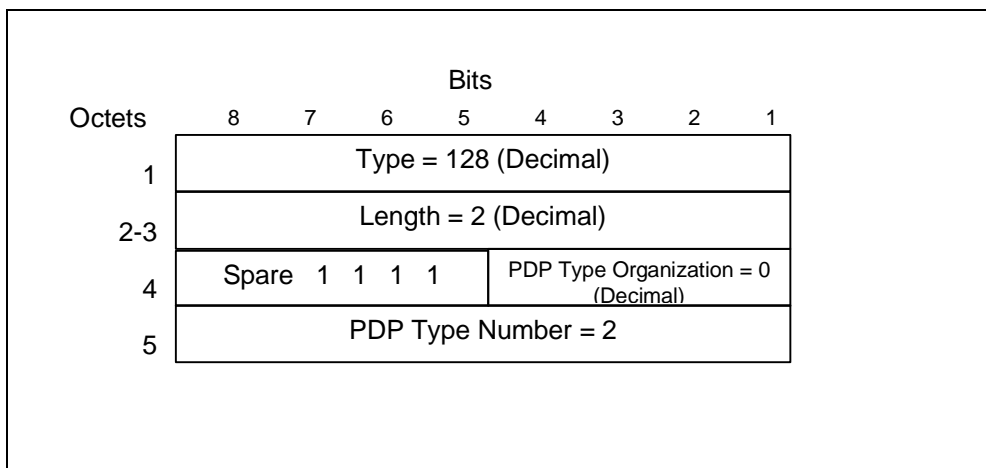 Bits
Octets 8 7 6 5 4 3 2 1
1 Type = 128 (Decimal)
2-3 Length = 2 (Decimal)
4 Spare 1 1 1 1 PDP Type Organization = 0
(Decimal)
5 PDP Type Number = 2